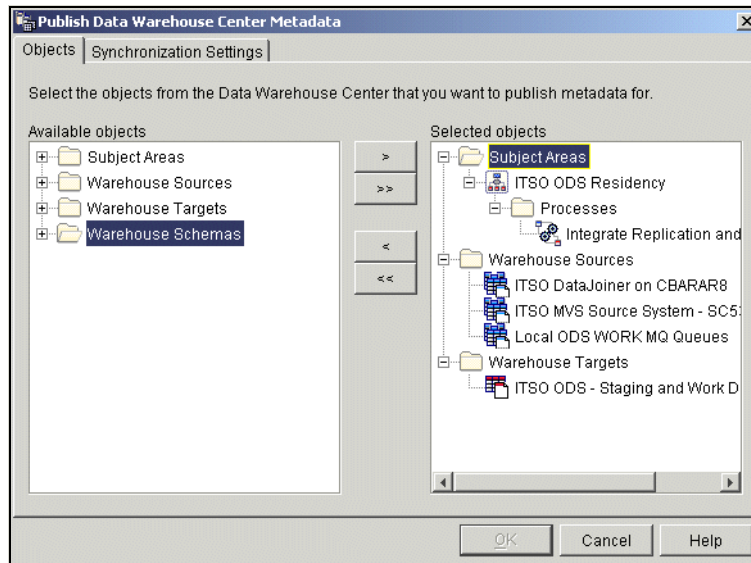 Publish Data Warehouse Center Metadata
Objects
Synchronization Settings
Select the objects from the Data Warehouse Center that you want to publish metadata for.
Available objects
Subject Areas
Warehouse Sources
Warehouse Targets
Warehouse Schemas
>
>>
<
<<
Selected objects
Subject Areas
ITSO ODS Residency
Processes
Integrate Replication and
Warehouse Sources
ITSO DataJoiner on CBARAR8
ITSO MVS Source System - SC53
Local ODS WORK MQ Queues
Warehouse Targets
ITSO ODS - Staging and Work D
OK
Cancel
Help